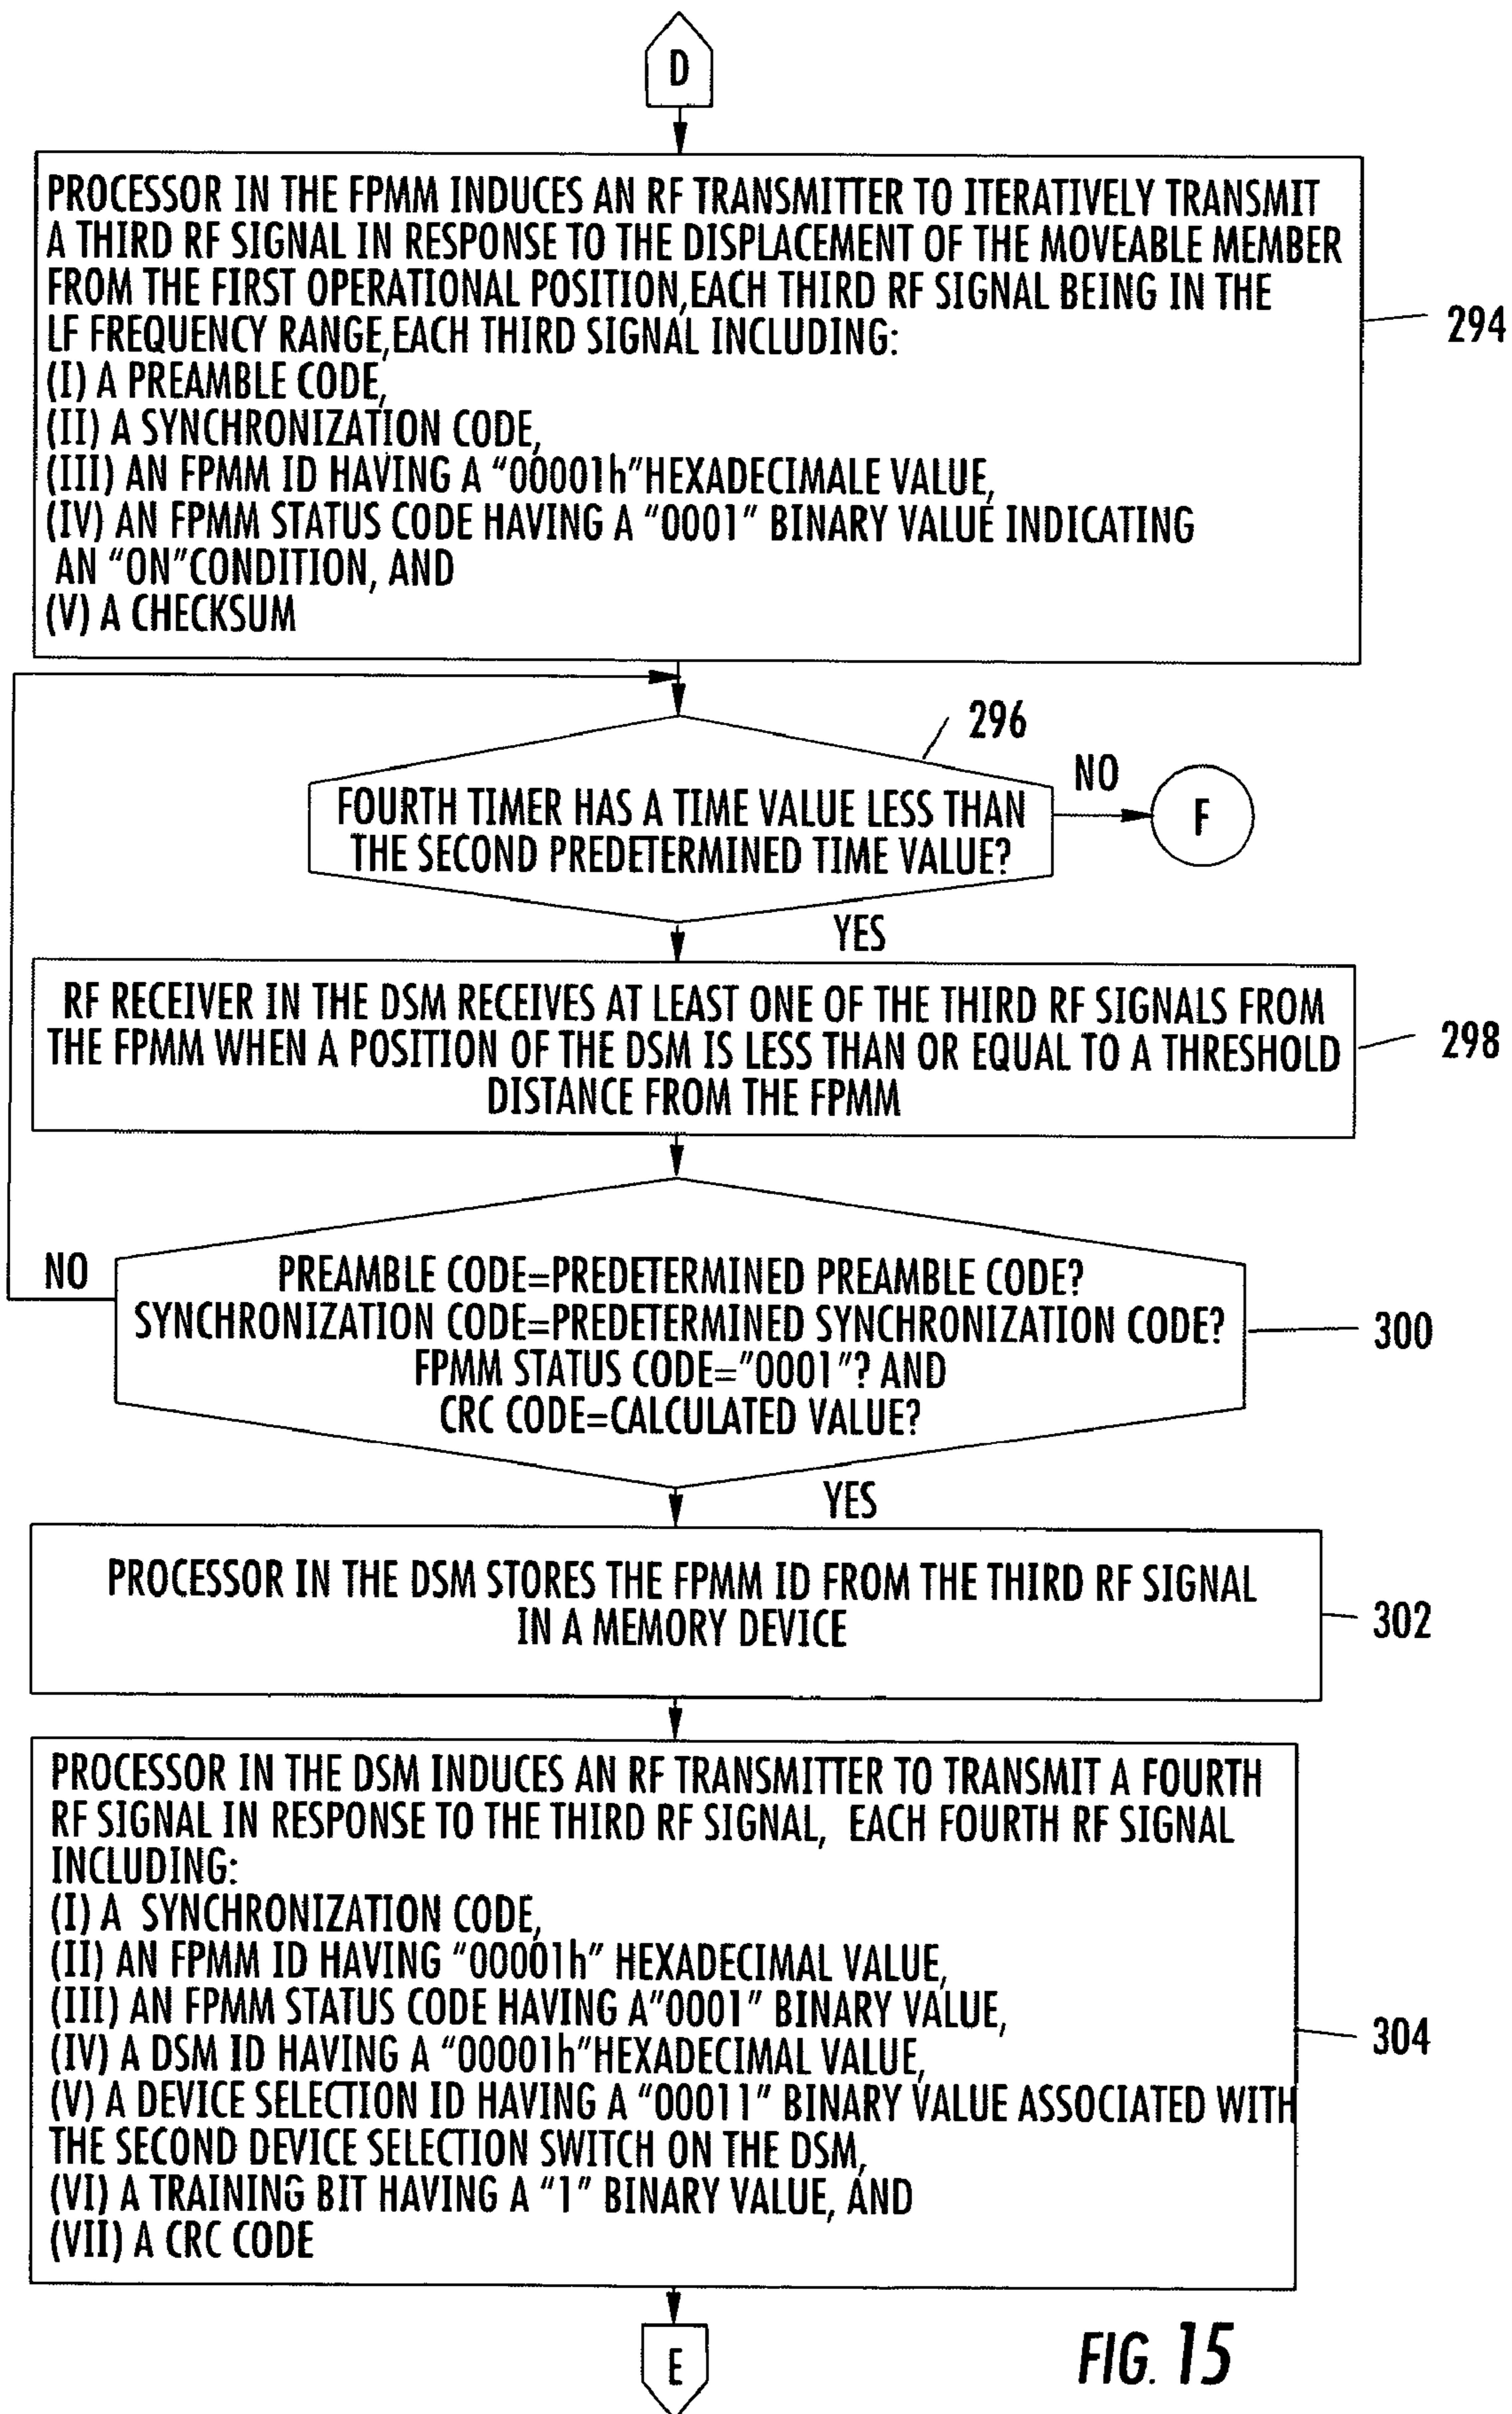 D
PROCESSOR IN THE FPMM INDUCES AN RF TRANSMITTER TO ITERATIVELY TRANSMIT
A THIRD RF SIGNAL IN RESPONSE TO THE DISPLACEMENT OF THE MOVEABLE MEMBER
FROM THE FIRST OPERATIONAL POSITION,EACH THIRD RF SIGNAL BEING IN THE
LF FREQUENCY RANGE,EACH THIRD SIGNAL INCLUDING:
(I) A PREAMBLE CODE,
(II) A SYNCHRONIZATION CODE,
(III) AN FPMM ID HAVING A "00001h"HEXADECIMALE VALUE,
(IV) AN FPMM STATUS CODE HAVING A "0001" BINARY VALUE INDICATING
AN "ON"CONDITION, AND
(V) A CHECKSUM
294
296
FOURTH TIMER HAS A TIME VALUE LESS THAN
THE SECOND PREDETERMINED TIME VALUE?
NO
F
YES
RF RECEIVER IN THE DSM RECEIVES AT LEAST ONE OF THE THIRD RF SIGNALS FROM
THE FPMM WHEN A POSITION OF THE DSM IS LESS THAN OR EQUAL TO A THRESHOLD
DISTANCE FROM THE FPMM
298
NO
PREAMBLE CODE=PREDETERMINED PREAMBLE CODE?
SYNCHRONIZATION CODE=PREDETERMINED SYNCHRONIZATION CODE?
FPMM STATUS CODE="0001"? AND
CRC CODE=CALCULATED VALUE?
300
YES
PROCESSOR IN THE DSM STORES THE FPMM ID FROM THE THIRD RF SIGNAL
IN A MEMORY DEVICE
302
PROCESSOR IN THE DSM INDUCES AN RF TRANSMITTER TO TRANSMIT A FOURTH
RF SIGNAL IN RESPONSE TO THE THIRD RF SIGNAL, EACH FOURTH RF SIGNAL
INCLUDING:
(I) A SYNCHRONIZATION CODE,
(II) AN FPMM ID HAVING "00001h" HEXADECIMAL VALUE,
(III) AN FPMM STATUS CODE HAVING A"0001" BINARY VALUE,
(IV) A DSM ID HAVING A "00001h"HEXADECIMAL VALUE,
(V) A DEVICE SELECTION ID HAVING A "00011" BINARY VALUE ASSOCIATED WITH
THE SECOND DEVICE SELECTION SWITCH ON THE DSM,
(VI) A TRAINING BIT HAVING A "1" BINARY VALUE, AND
(VII) A CRC CODE
304
E
FIG. 15